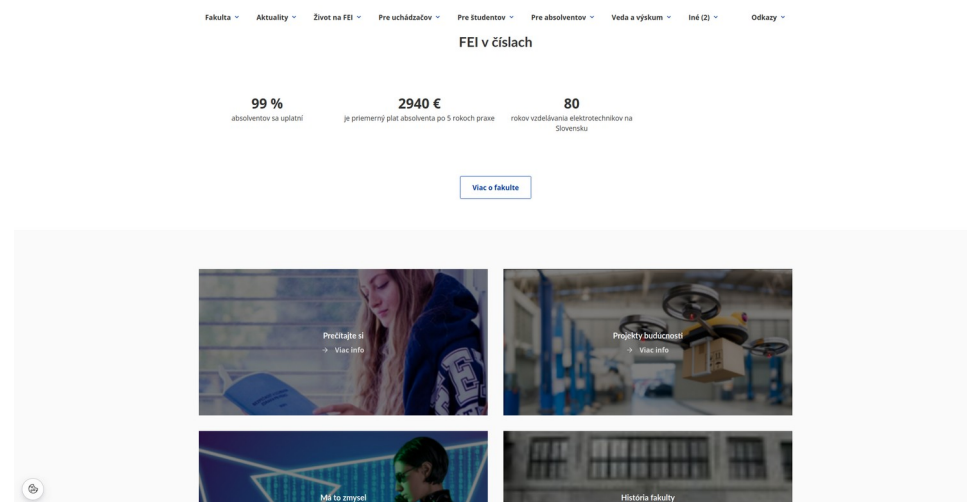 Fakulta
Aktuality
Život na FEI
Pre uchádzačov
Pre študentov
Pre absolventov
Veda a výskum
Iné (2)
Odkazy
FEI v číslach
99 %
absolventov sa uplatní
2940 €
je priemerný plat absolventa po 5 rokoch praxe
80
rokov vzdelávania elektrotechnikov na
Slovensku
Viac o fakulte
Prečítajte si
Viac info
Projekty budúcnosti
Viac info
Má to zmysel
História fakulty